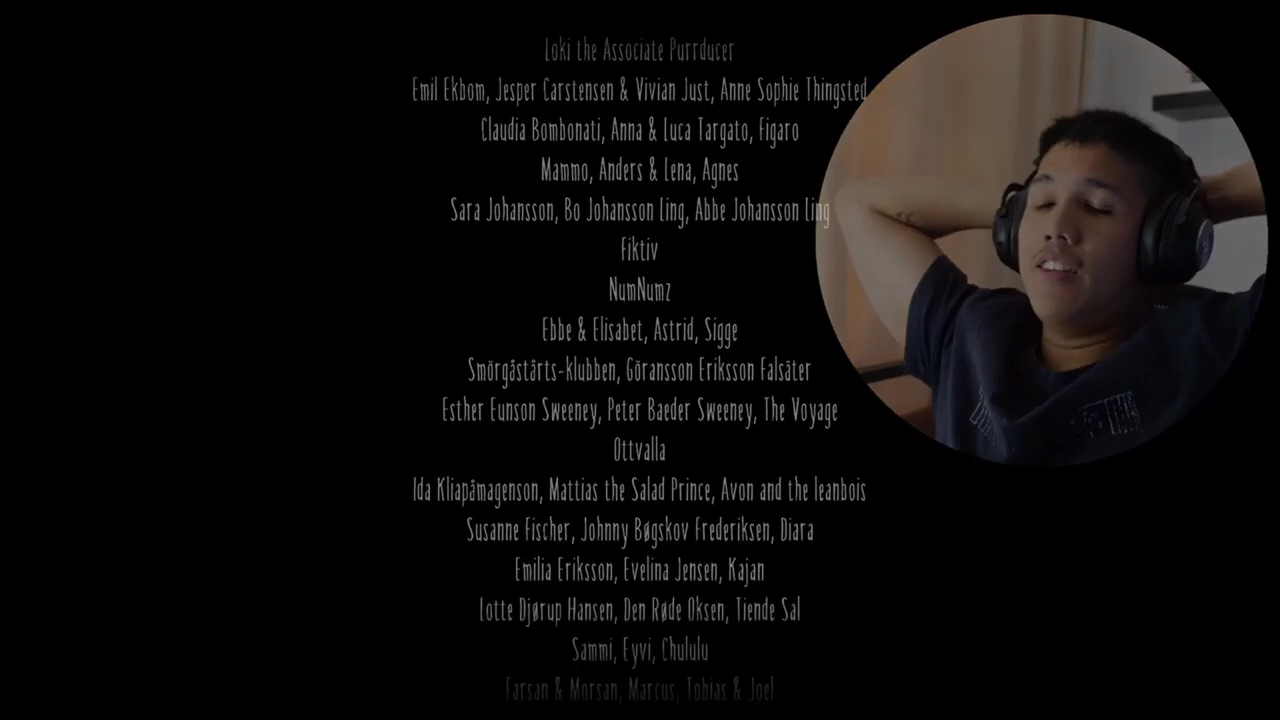 Loki the Associate Purrducer
Emil Ekbom, Jesper Carstensen & Vivian Just, Anne Sophie Thingsted
Claudia Bombonati, Anna & Luca Targato, Figaro
Mammo, Anders & Lena, Agnes
Sara Johansson, Bo Johansson Ling, Abbe Johansson Ling
Fiktiv
NumNumz
Ebbe & Elisabet, Astrid, Sigge
Smörgåstårts-klubben, Göransson Eriksson Falsäter
Esther Eunson Sweeney, Peter Baeder Sweeney, The Voyage
Ottvalla
Ida Kliapåmagenson, Mattias the Salad Prince, Avon and the leanbois
Susanne Fischer, Johnny Bøgskov Frederiksen, Diara
Emilia Eriksson, Evelina Jensen, Kajan
Lotte Djørup Hansen, Den Røde Oksen, Tiende Sal
Sammi, Eyvi, Chululu
Farsan & Morsan, Marcus, Tobias & Joel